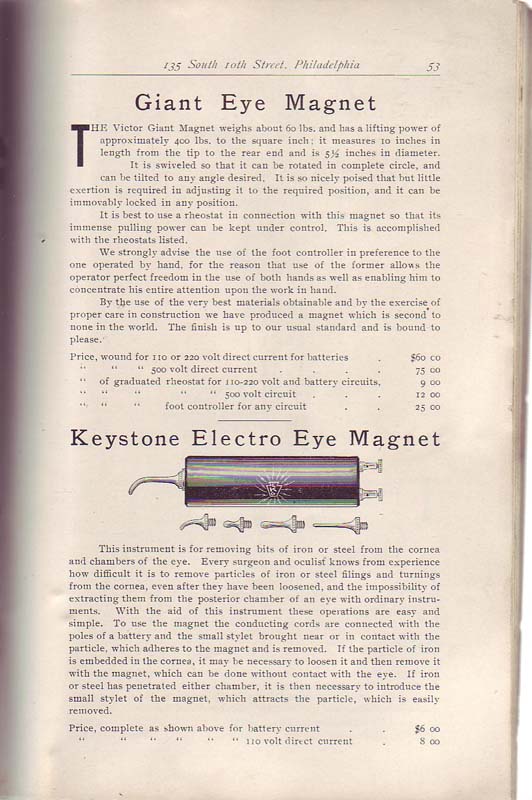 135 South 10th Street, Philadelphia 53
Giant Eye Magnet
THE Victor Giant Magnet weighs about 60 lbs. and has a lifting power of
approximately 400 lbs. to the square inch; it measures 10 inches in
length from the tip to the rear end and is 5½ inches in diameter.
It is swiveled so that it can be rotated in complete circle, and
can be tilted to any angle desired. It is so nicely poised that but little
exertion is required in adjusting it to the required position, and it can be
immovably locked in any position.
It is best to use a rheostat in connection with this magnet so that its
immense pulling power can be kept under control. This is accomplished
with the rheostats listed.
We strongly advise the use of the foot controller in preference to the
one operated by hand, for the reason that use of the former allows the
operator perfect freedom in the use of both hands as well as enabling him to
concentrate his entire attention upon the work in hand.
By the use of the very best materials obtainable and by the exercise of
proper care in construction we have produced a magnet which is second to
none in the world. The finish is up to our usual standard and is bound to
please.
Price, wound for 110 or 220 volt direct current for batteries . $60 00
" " " 500 volt direct current . . . . 75 00
" of graduated rheostat for 110-220 volt and battery circuits, 9 00
" " " " " 500 volt circuit . . . 12 00
" " " foot controller for any circuit . . 25 00
Keystone Electro Eye Magnet
K
This instrument is for removing bits of iron or steel from the cornea
and chambers of the eye. Every surgeon and oculist knows from experience
how difficult it is to remove particles of iron or steel filings and turnings
from the cornea, even after they have been loosened, and the impossibility of
extracting them from the posterior chamber of an eye with ordinary instru-
ments. With the aid of this instrument these operations are easy and
simple. To use the magnet the conducting cords are connected with the
poles of a battery and the small stylet brought near or in contact with the
particle, which adheres to the magnet and is removed. If the particle of iron
is embedded in the cornea, it may be necessary to loosen it and then remove it
with the magnet, which can be done without contact with the eye. If iron
or steel has penetrated either chamber, it is then necessary to introduce the
small stylet of the magnet, which attracts the particle, which is easily
removed.
Price, complete as shown above for battery current . . $6 00
" " " " " " 110 volt direct current . 8 00